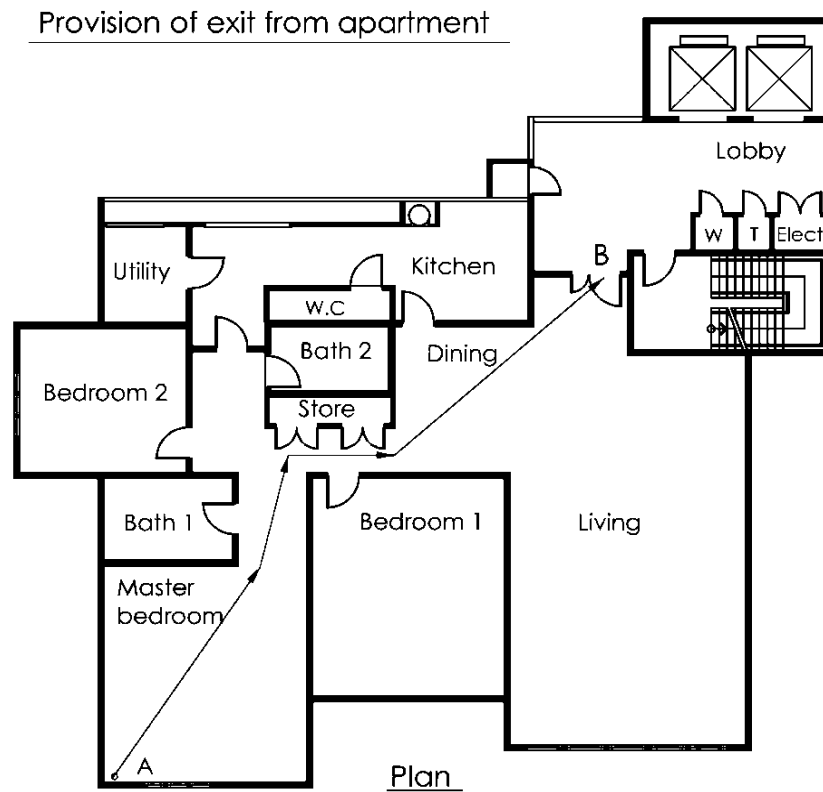 Provision of exit from apartment
Lobby
W
T
Elect
B
Utility
Kitchen
W.C
Bath 2
Dining
Bedroom 2
Store
Bath 1
Bedroom 1
Living
Master
bedroom
A
Plan